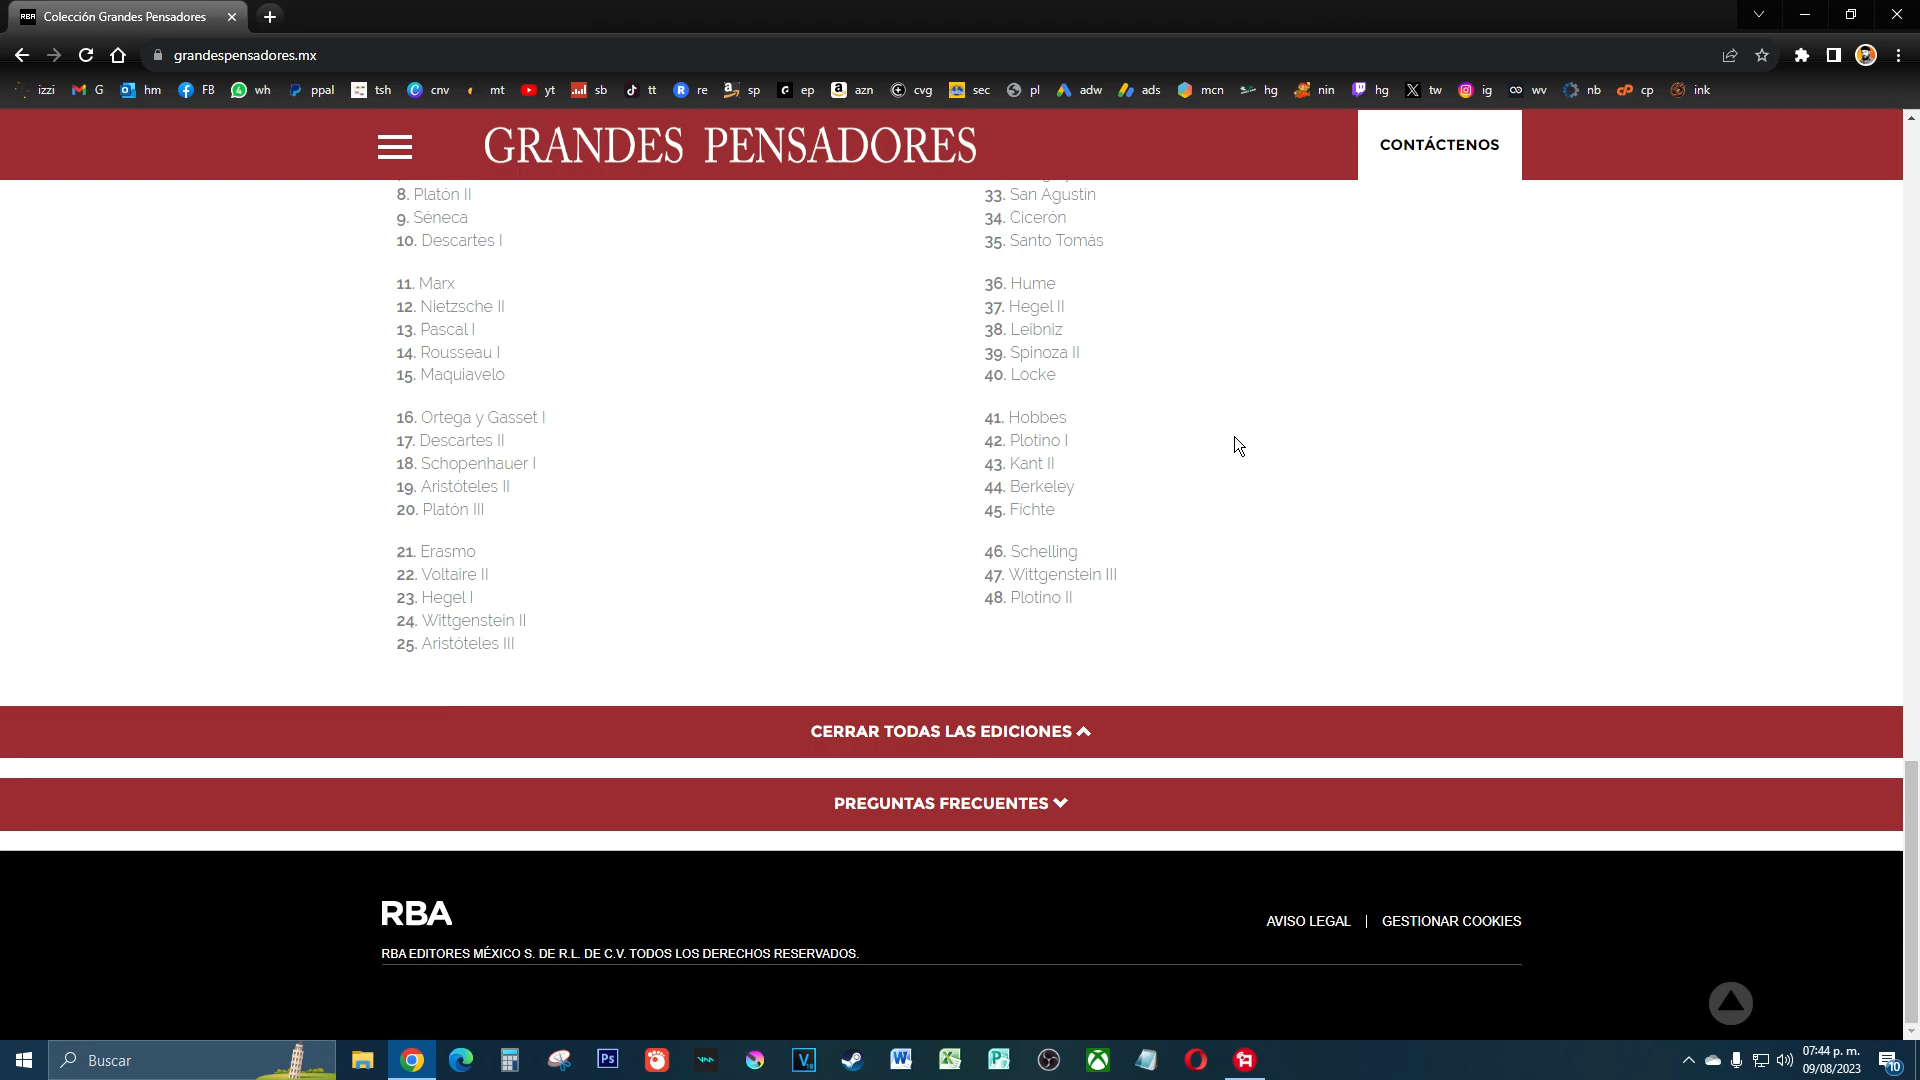 RBA Colección Grandes Pensadores
grandespensadores.mx
izzi G hm FB wh ppal tsh cnv mt yt sb tt re sp ep azn cvg sec pl adw ads mcn hg nin hg tw ig wv nb cp ink
GRANDES PENSADORES
CONTÁCTENOS
8. Platón II
9. Séneca
10. Descartes I
11. Marx
12. Nietzsche II
13. Pascal I
14. Rousseau I
15. Maquiavelo
16. Ortega y Gasset I
17. Descartes II
18. Schopenhauer I
19. Aristóteles II
20. Platón III
21. Erasmo
22. Voltaire II
23. Hegel I
24. Wittgenstein II
25. Aristóteles III
33. San Agustín
34. Cicerón
35. Santo Tomás
36. Hume
37. Hegel II
38. Leibniz
39. Spinoza II
40. Locke
41. Hobbes
42. Plotino I
43. Kant II
44. Berkeley
45. Fichte
46. Schelling
47. Wittgenstein III
48. Plotino II
CERRAR TODAS LAS EDICIONES
PREGUNTAS FRECUENTES
RBA
AVISO LEGAL | GESTIONAR COOKIES
RBA EDITORES MÉXICO S. DE R.L. DE C.V. TODOS LOS DERECHOS RESERVADOS.
Buscar
07:44 p. m.
09/08/2023
10